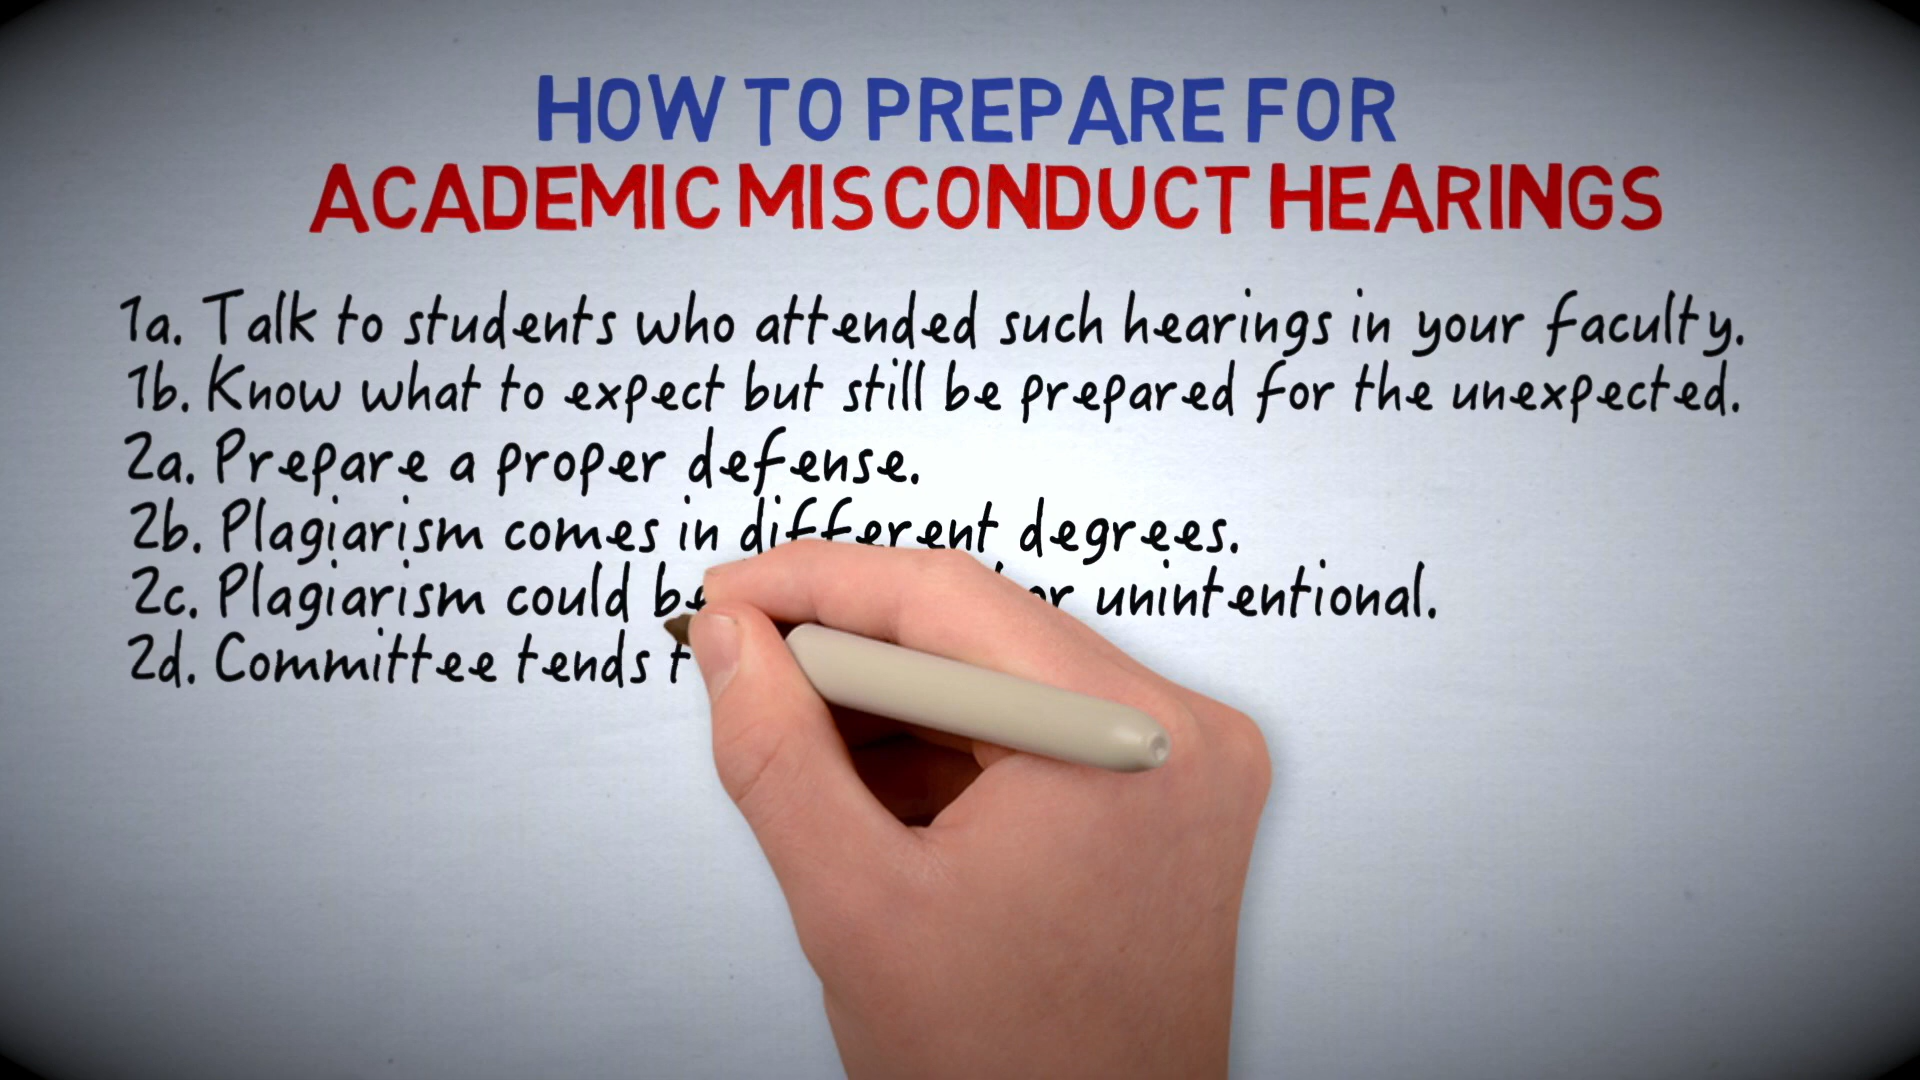 HOW TO PREPARE FOR
ACADEMIC MISCONDUCT HEARINGS
1a. Talk to students who attended such hearings in your faculty.
1b. Know what to expect but still be prepared for the unexpected.
2a. Prepare a proper defense.
2b. Plagiarism comes in different degrees.
2c. Plagiarism could or unintentional.
2d. Committee tends